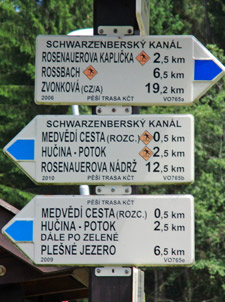 SCHWARZENBERSKÝ KANÁL
ROSENAUEROVA KAPLIČKA 2,5 km
ROSSBACH 6,5 km
ZVONKOVÁ (CZ/A) 19,2 km
2006 PĚŠÍ TRASA KČT VO765a
SCHWARZENBERSKÝ KANÁL
MEDVĚDÍ CESTA (ROZC.) 0,5 km
HUČINA - POTOK 2,5 km
ROSENAUEROVA NÁDRŽ 12,5 km
2010 PĚŠÍ TRASA KČT VO765b
MEDVĚDÍ CESTA (ROZC.) 0,5 km
HUČINA - POTOK 2,5 km
DÁLE PO ZELENÉ
PLEŠNÉ JEZERO 6,5 km
2009 PĚŠÍ TRASA KČT VO765e